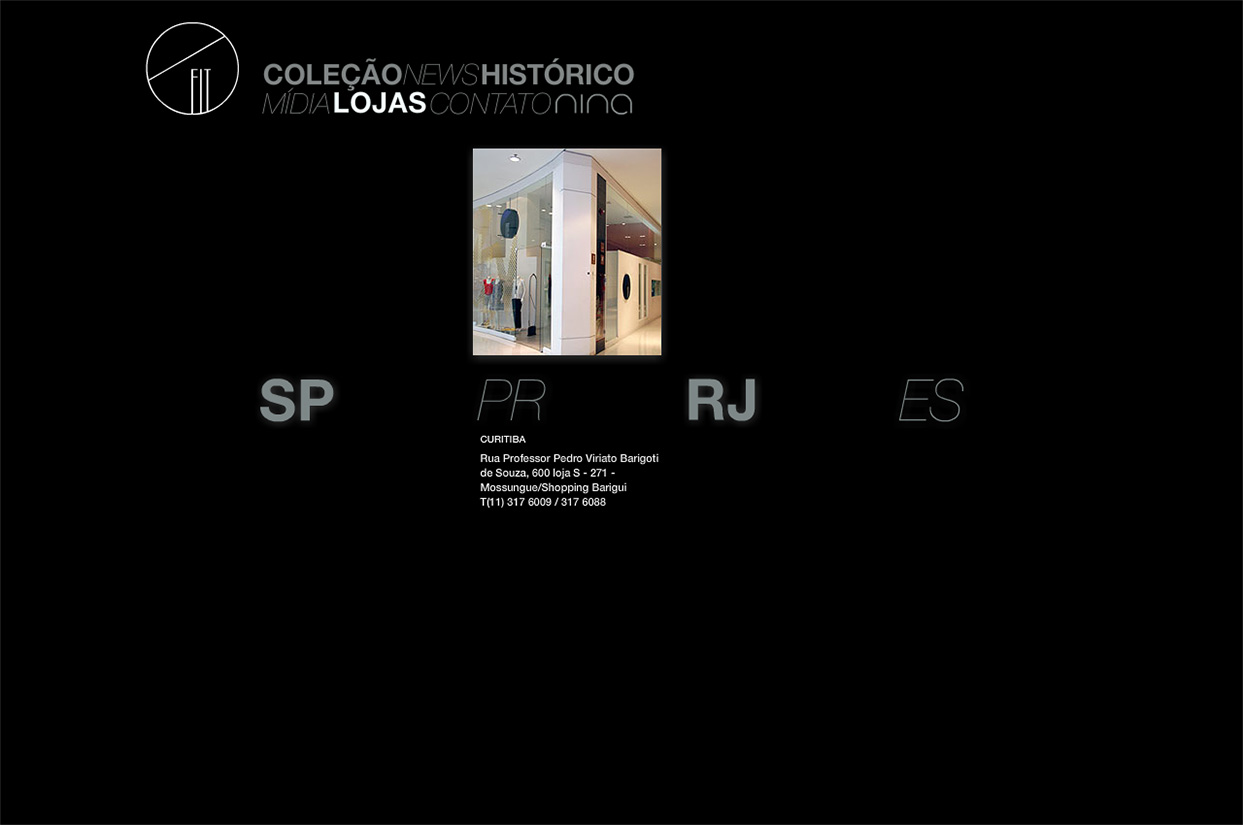 FIT
COLEÇÃONEWSHISTÓRICO
MÍDIALOJASCONTATOnina
SP PR RJ ES
CURITIBA
Rua Professor Pedro Viriato Barigoti
de Souza, 600 loja S - 271 -
Mossungue/Shopping Barigui
T(11) 317 6009 / 317 6088